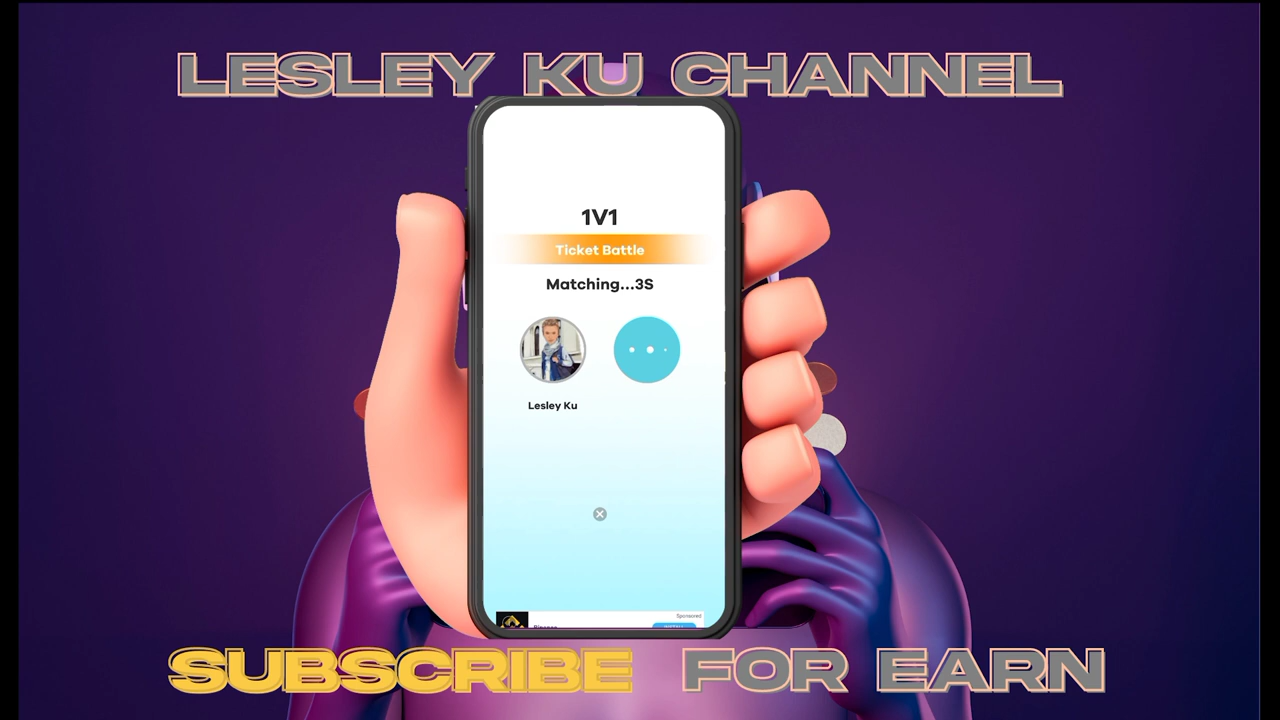 LESLEY KU CHANNEL
1V1
Ticket Battle
Matching...3S
Lesley Ku
Sponsored
SUBSCRIBE FOR EARN